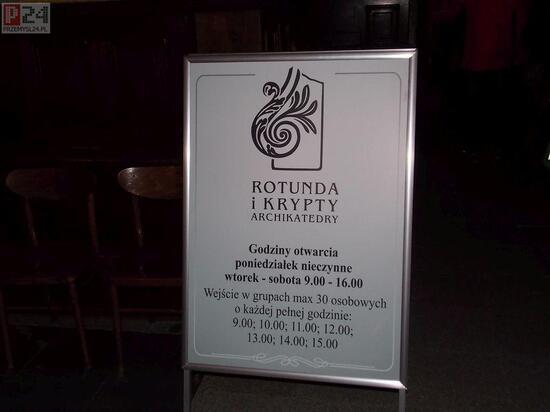 P24
PRZEMYSL24.PL
ROTUNDA
i KRYPTY
ARCHIKATEDRY
Godziny otwarcia
poniedziałek nieczynne
wtorek - sobota 9.00 - 16.00
Wejście w grupach max 30 osobowych
o każdej pełnej godzinie:
9.00; 10.00; 11.00; 12.00;
13.00; 14.00; 15.00